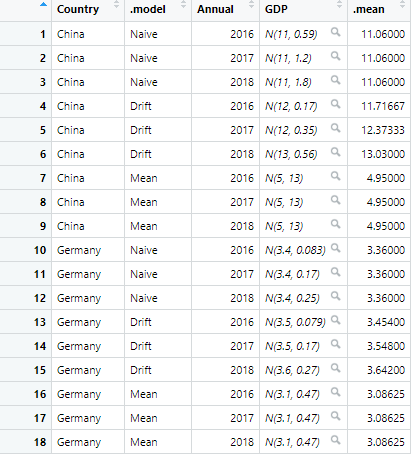 Country .model Annual GDP .mean
1 China Naive 2016 N(11, 0.59) 11.06000
2 China Naive 2017 N(11, 1.2) 11.06000
3 China Naive 2018 N(11, 1.8) 11.06000
4 China Drift 2016 N(12, 0.17) 11.71667
5 China Drift 2017 N(12, 0.35) 12.37333
6 China Drift 2018 N(13, 0.56) 13.03000
7 China Mean 2016 N(5, 13) 4.95000
8 China Mean 2017 N(5, 13) 4.95000
9 China Mean 2018 N(5, 13) 4.95000
10 Germany Naive 2016 N(3.4, 0.083) 3.36000
11 Germany Naive 2017 N(3.4, 0.17) 3.36000
12 Germany Naive 2018 N(3.4, 0.25) 3.36000
13 Germany Drift 2016 N(3.5, 0.079) 3.45400
14 Germany Drift 2017 N(3.5, 0.17) 3.54800
15 Germany Drift 2018 N(3.6, 0.27) 3.64200
16 Germany Mean 2016 N(3.1, 0.47) 3.08625
17 Germany Mean 2017 N(3.1, 0.47) 3.08625
18 Germany Mean 2018 N(3.1, 0.47) 3.08625